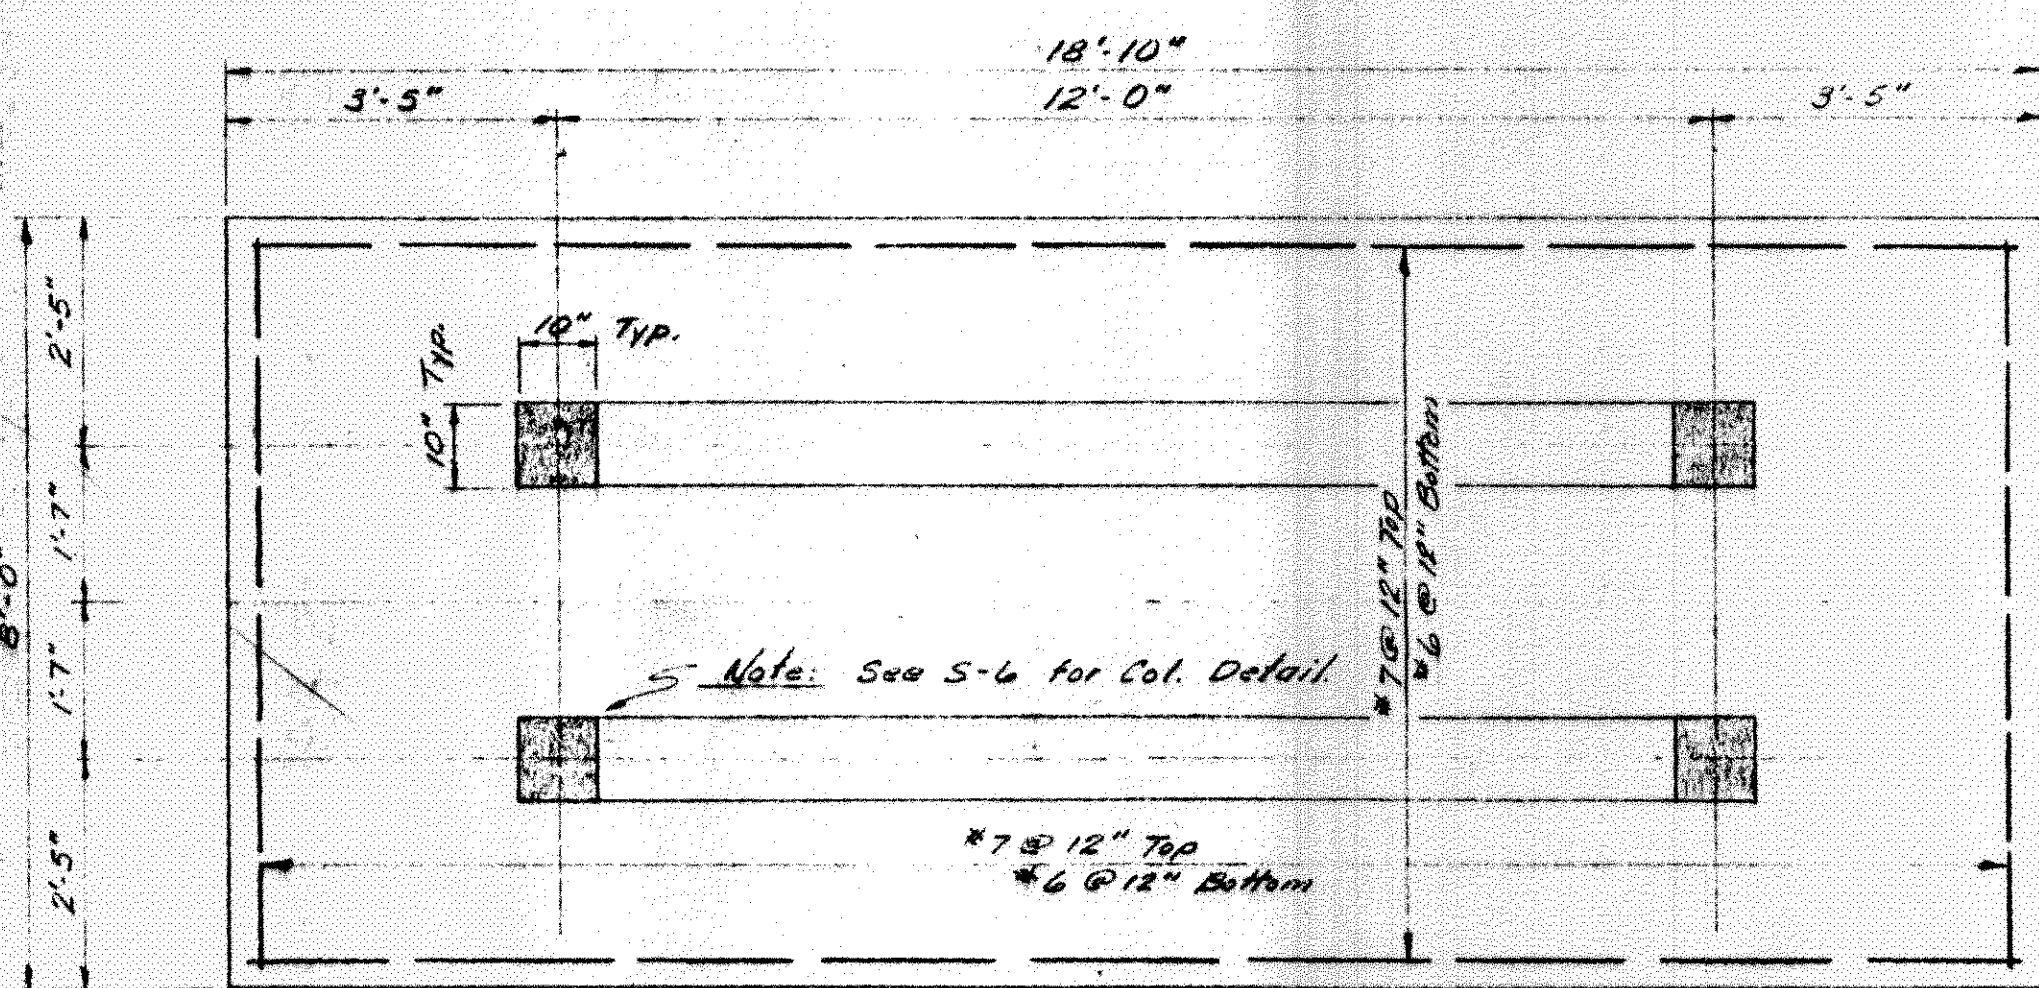 18'-10"
3'-5"
12'-0"
3'-5"
2'-5"
10" Typ.
10" Typ.
1'-7"
8'-0"
#7 @ 12" Top
#6 @ 18" Bottom
Note: See S-6 for Col. Detail.
1'-7"
#7 @ 12" Top
#6 @ 12" Bottom
2'-5"